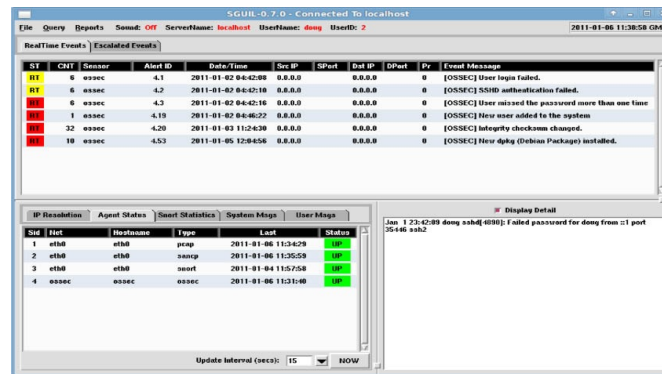 SGUIL-0.7.0 - Connected To localhost
File Query Reports Sound: Off ServerName: localhost UserName: doug UserID: 2 2011-01-06 11:38:58 GM
RealTime Events Escalated Events
ST CNT Sensor Alert ID Date/Time Src IP SPort Dst IP DPort Pr Event Message
RT 6 ossec 4.1 2011-01-02 04:42:08 0.0.0.0 0.0.0.0 0 [OSSEC] User login failed.
RT 6 ossec 4.2 2011-01-02 04:42:10 0.0.0.0 0.0.0.0 0 [OSSEC] SSHD authentication failed.
RT 6 ossec 4.3 2011-01-02 04:42:16 0.0.0.0 0.0.0.0 0 [OSSEC] User missed the password more than one time
RT 1 ossec 4.19 2011-01-02 04:46:22 0.0.0.0 0.0.0.0 0 [OSSEC] New user added to the system
RT 32 ossec 4.20 2011-01-03 11:24:30 0.0.0.0 0.0.0.0 0 [OSSEC] Integrity checksum changed.
RT 10 ossec 4.53 2011-01-05 12:04:56 0.0.0.0 0.0.0.0 0 [OSSEC] New dpkg (Debian Package) installed.
IP Resolution Agent Status Snort Statistics System Msgs User Msgs
Sid Net Hostname Type Last Status
1 eth0 eth0 pcap 2011-01-06 11:34:29 UP
2 eth0 eth0 sancp 2011-01-06 11:35:59 UP
3 eth0 eth0 snort 2011-01-04 11:57:58 UP
4 ossec ossec ossec 2011-01-06 11:31:40 UP
Update Interval (secs): 15 NOW
Display Detail
Jan 1 23:42:09 doug sshd[4890]: Failed password for doug from ::1 port
35446 ssh2